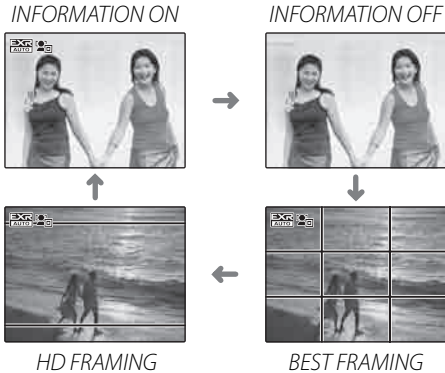 INFORMATION ON
INFORMATION OFF
EXR
AUTO
EXR
AUTO
EXR
AUTO
HD FRAMING
BEST FRAMING